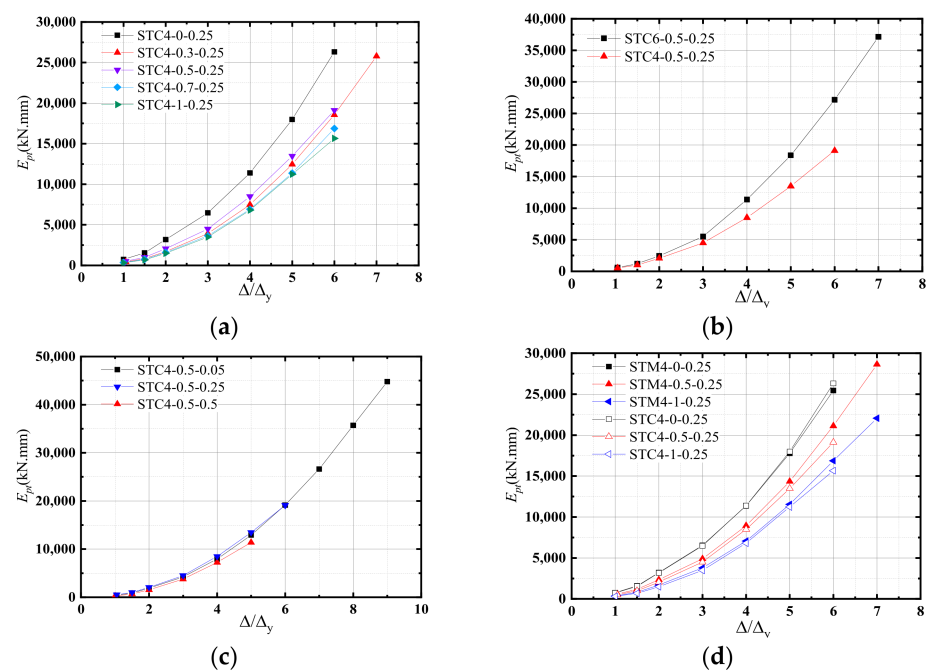 30,000
25,000
20,000
15,000
10,000
5,000
0
E_pt(kN.mm)
STC4-0-0.25
STC4-0.3-0.25
STC4-0.5-0.25
STC4-0.7-0.25
STC4-1-0.25
0 1 2 3 4 5 6 7 8
Δ/Δ_y
(a)
40,000
35,000
30,000
25,000
20,000
15,000
10,000
5,000
0
E_pt(kN.mm)
STC6-0.5-0.25
STC4-0.5-0.25
0 1 2 3 4 5 6 7 8
Δ/Δ_v
(b)
50,000
40,000
30,000
20,000
10,000
0
E_pt(kN.mm)
STC4-0.5-0.05
STC4-0.5-0.25
STC4-0.5-0.5
0 2 4 6 8 10
Δ/Δ_y
(c)
30,000
25,000
20,000
15,000
10,000
5,000
0
E_pt(kN.mm)
STM4-0-0.25
STM4-0.5-0.25
STM4-1-0.25
STC4-0-0.25
STC4-0.5-0.25
STC4-1-0.25
0 1 2 3 4 5 6 7 8
Δ/Δ_v
(d)